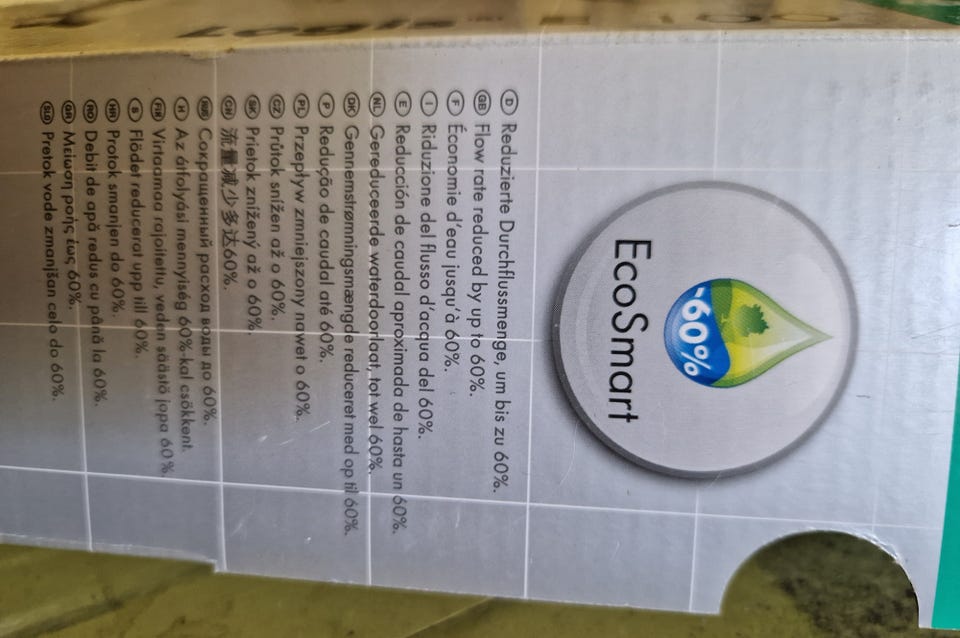 -60%
EcoSmart
D Reduzierte Durchflussmenge, um bis zu 60%.
GB Flow rate reduced by up to 60%.
F Économie d'eau jusqu'à 60%.
I Riduzione del flusso d'acqua del 60%.
E Reducción de caudal aproximada de hasta un 60%.
NL Gereduceerde waterdoorlaat, tot wel 60%.
DK Gennemstrømningsmængde reduceret med op til 60%.
P Redução de caudal até 60%.
PL Przepływ zmniejszony nawet o 60%.
CZ Průtok snížen až o 60%.
SK Prietok znížený až o 60%.
CN 流量减少多达60%.
RUS Сокращенный расход воды до 60%.
H Az átfolyási mennyiség 60%-kal csökkent.
FIN Virtaamaa rajoitettu, veden säästö jopa 60%.
S Flödet reducerat upp till 60%.
HR Protok smanjen do 60%.
RO Debit de apă redus cu până la 60%.
GR Μείωση ροής έως 60%.
SLO Pretok vode zmanjšan celo do 60%.